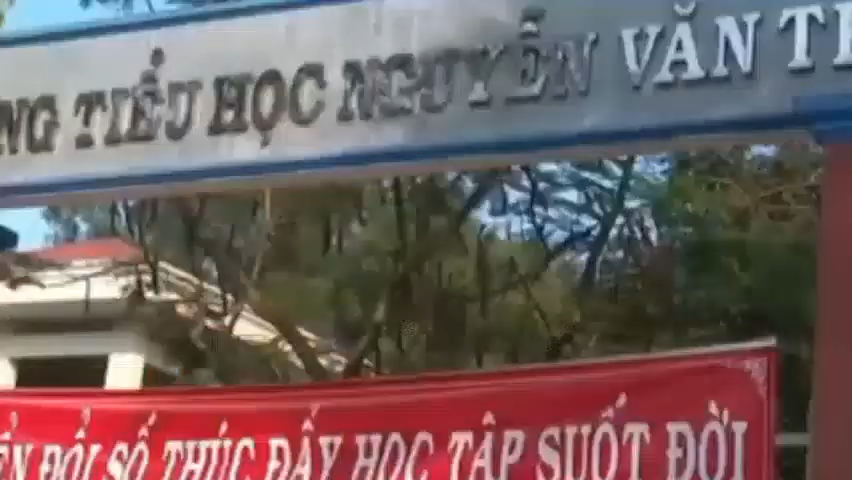 TIỂU HỌC NGUYỄN VĂN
ĐỔI SỐ THÚC ĐẨY HỌC TẬP SUỐT ĐỜI